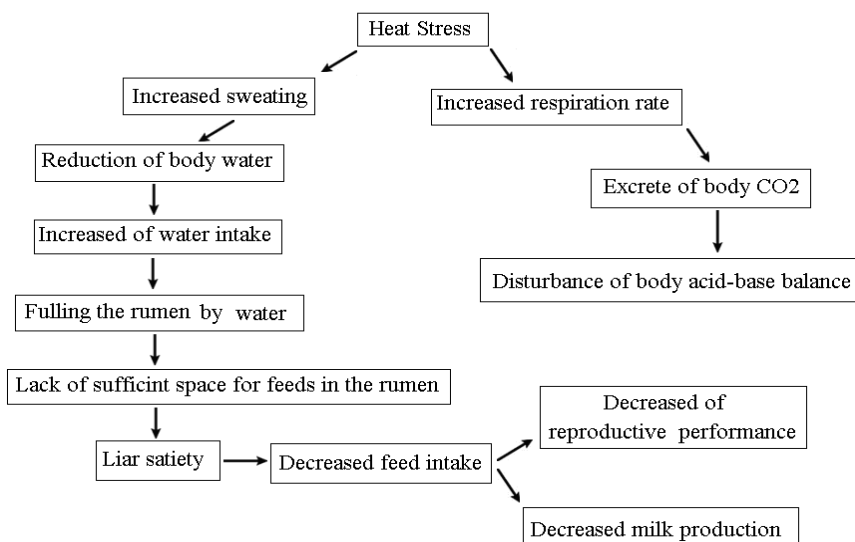 Heat Stress
Increased sweating
Increased respiration rate
Reduction of body water
Excrete of body CO2
Increased of water intake
Disturbance of body acid-base balance
Fulling the rumen by water
Lack of sufficint space for feeds in the rumen
Decreased of
reproductive performance
Liar satiety
Decreased feed intake
Decreased milk production